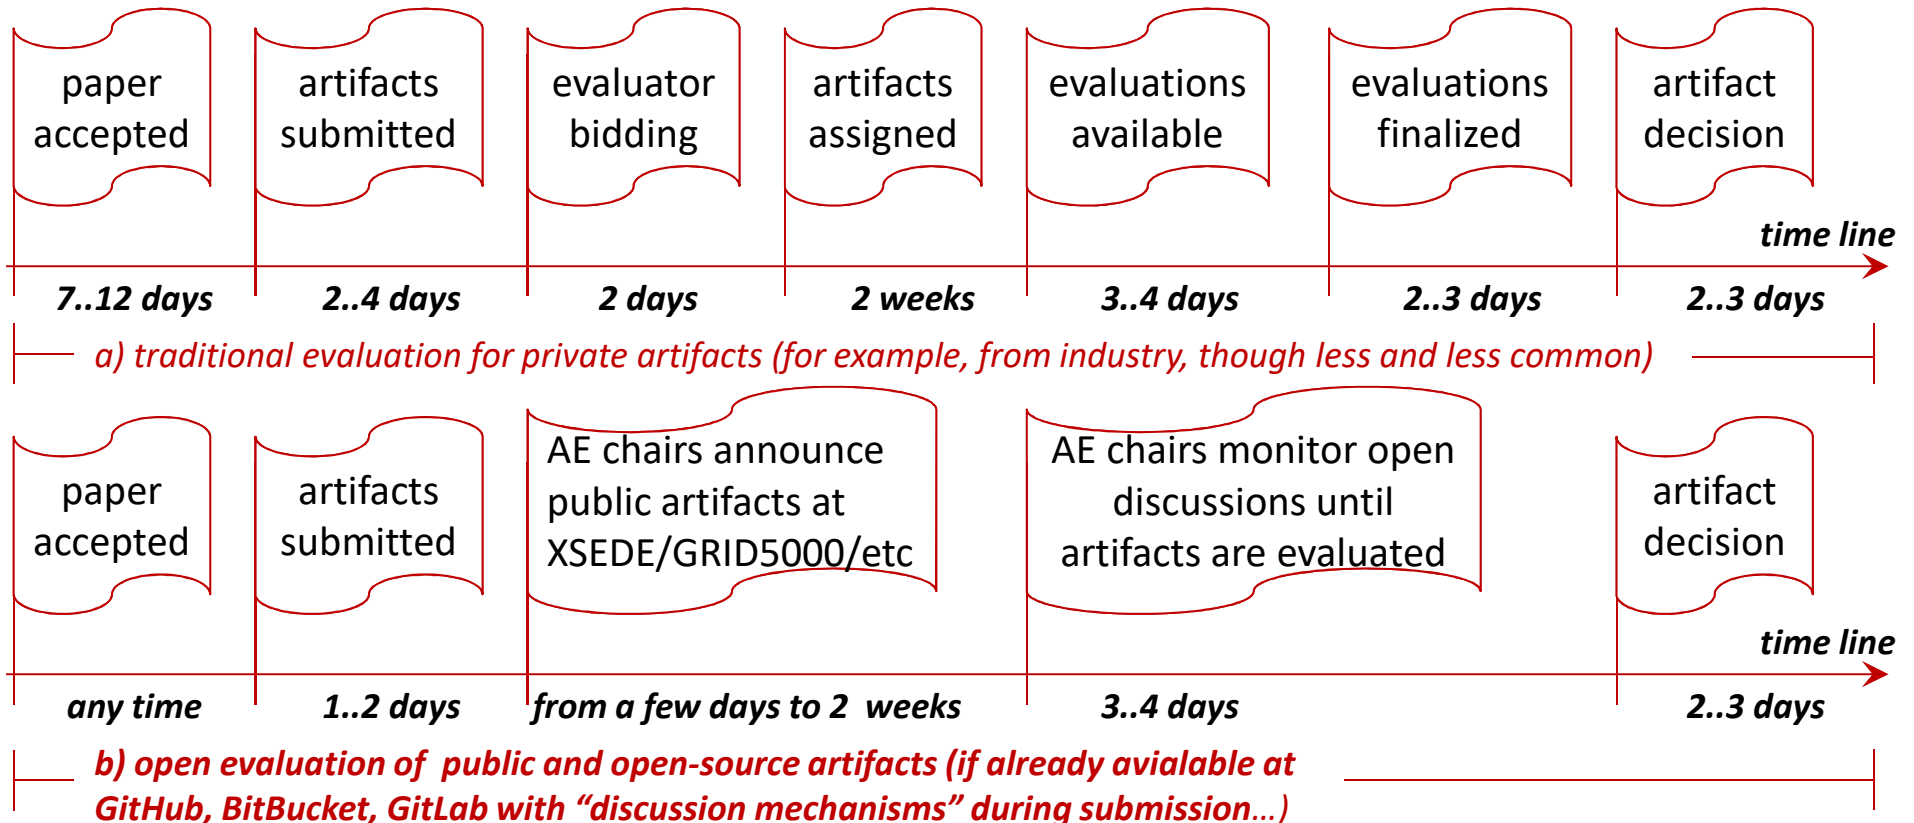 paper
accepted
artifacts
submitted
evaluator
bidding
artifacts
assigned
evaluations
available
evaluations
finalized
artifact
decision
time line
7..12 days
2..4 days
2 days
2 weeks
3..4 days
2..3 days
2..3 days
a) traditional evaluation for private artifacts (for example, from industry, though less and less common)
paper
accepted
artifacts
submitted
AE chairs announce
public artifacts at
XSEDE/GRID5000/etc
AE chairs monitor open
discussions until
artifacts are evaluated
artifact
decision
time line
any time
1..2 days
from a few days to 2 weeks
3..4 days
2..3 days
b) open evaluation of public and open-source artifacts (if already avialable at
GitHub, BitBucket, GitLab with “discussion mechanisms” during submission...)